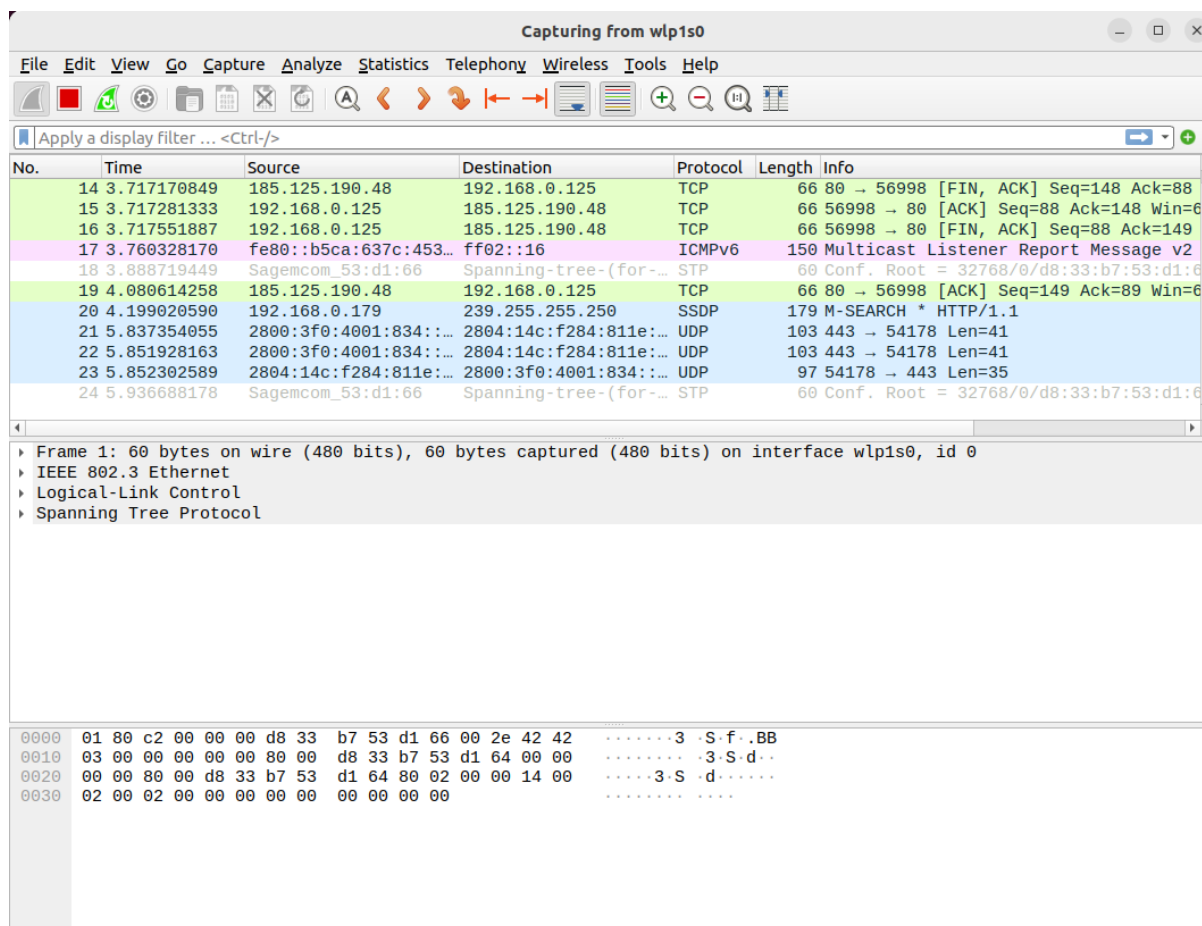 Capturing from wlp1s0
File Edit View Go Capture Analyze Statistics Telephony Wireless Tools Help
Apply a display filter … <Ctrl-/>
No. Time Source Destination Protocol Length Info
14 3.717170849 185.125.190.48 192.168.0.125 TCP 66 80 → 56998 [FIN, ACK] Seq=148 Ack=88
15 3.717281333 192.168.0.125 185.125.190.48 TCP 66 56998 → 80 [ACK] Seq=88 Ack=148 Win=6
16 3.717551887 192.168.0.125 185.125.190.48 TCP 66 56998 → 80 [FIN, ACK] Seq=88 Ack=149
17 3.760328170 fe80::b5ca:637c:453… ff02::16 ICMPv6 150 Multicast Listener Report Message v2
18 3.888719449 Sagemcom_53:d1:66 Spanning-tree-(for-… STP 60 Conf. Root = 32768/0/d8:33:b7:53:d1:6
19 4.080614258 185.125.190.48 192.168.0.125 TCP 66 80 → 56998 [ACK] Seq=149 Ack=89 Win=6
20 4.199020590 192.168.0.179 239.255.255.250 SSDP 179 M-SEARCH * HTTP/1.1
21 5.837354055 2800:3f0:4001:834::… 2804:14c:f284:811e:… UDP 103 443 → 54178 Len=41
22 5.851928163 2800:3f0:4001:834::… 2804:14c:f284:811e:… UDP 103 443 → 54178 Len=41
23 5.852302589 2804:14c:f284:811e:… 2800:3f0:4001:834::… UDP 97 54178 → 443 Len=35
24 5.936688178 Sagemcom_53:d1:66 Spanning-tree-(for-… STP 60 Conf. Root = 32768/0/d8:33:b7:53:d1:6
Frame 1: 60 bytes on wire (480 bits), 60 bytes captured (480 bits) on interface wlp1s0, id 0
IEEE 802.3 Ethernet
Logical-Link Control
Spanning Tree Protocol
0000 01 80 c2 00 00 00 d8 33 b7 53 d1 66 00 2e 42 42 ·······3 ·S·f·.BB
0010 03 00 00 00 00 00 80 00 d8 33 b7 53 d1 64 00 00 ········ ·3·S·d··
0020 00 00 80 00 d8 33 b7 53 d1 64 80 02 00 00 14 00 ·····3·S ·d······
0030 02 00 02 00 00 00 00 00 00 00 00 00 ········ ····